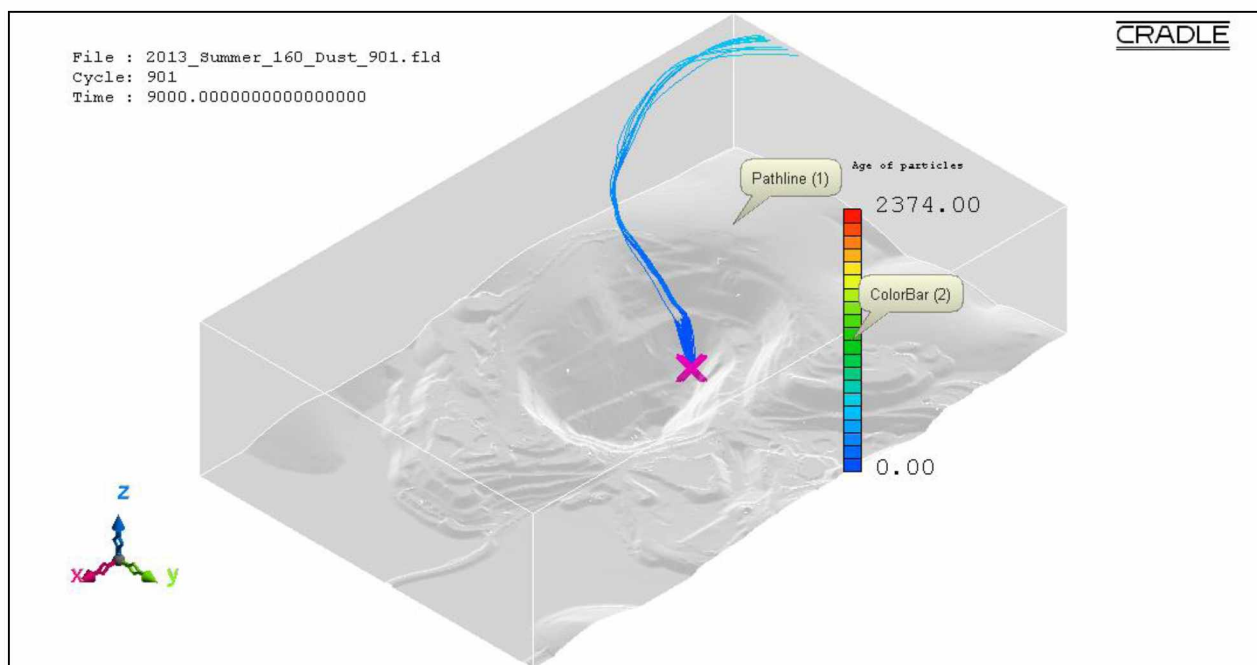 File : 2013_Summer_160_Dust_901.fld
Cycle: 901
Time : 9000.0000000000000000
CRADLE
Pathline (1)
Age of particles
2374.00
ColorBar (2)
0.00
z
x
y